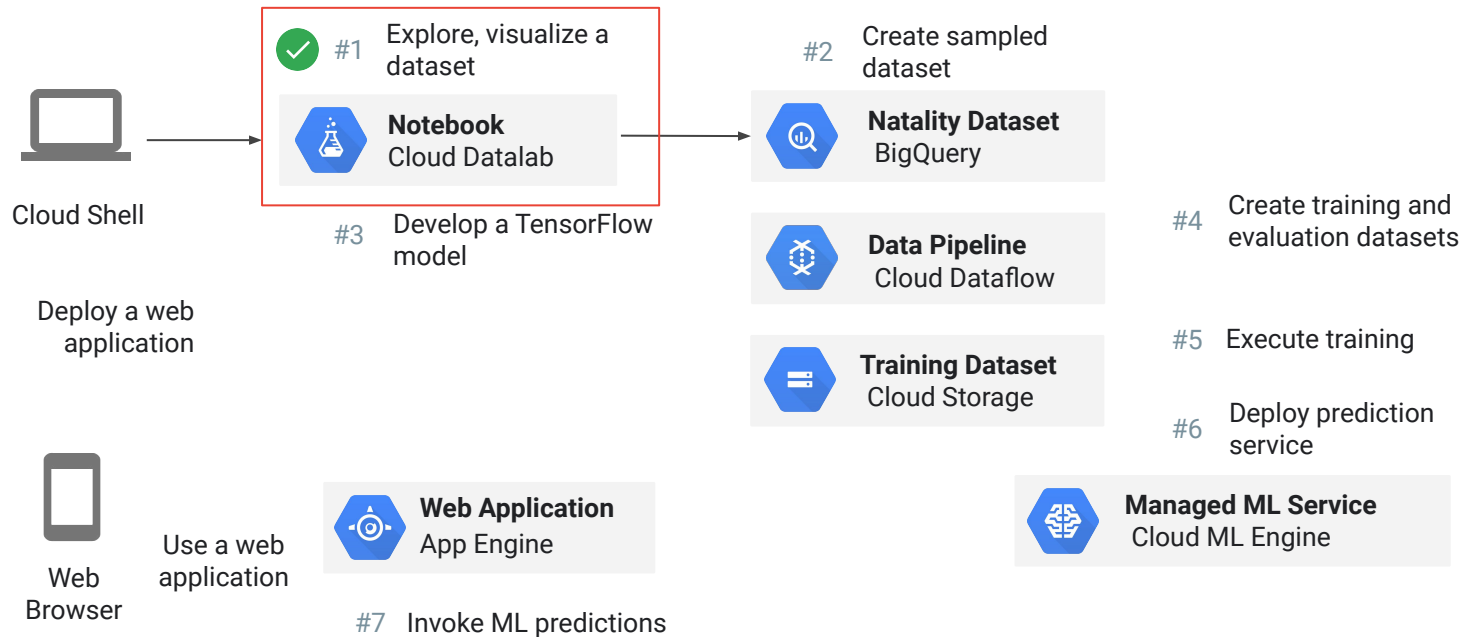 #1
Explore, visualize a
dataset
#2
Create sampled
dataset
Notebook
Cloud Datalab
Natality Dataset
BigQuery
Cloud Shell
#3
Develop a TensorFlow
model
#4
Create training and
evaluation datasets
Data Pipeline
Cloud Dataflow
Deploy a web
application
#5
Execute training
Training Dataset
Cloud Storage
#6
Deploy prediction
service
Web Application
App Engine
Managed ML Service
Cloud ML Engine
Use a web
application
Web
Browser
#7
Invoke ML predictions